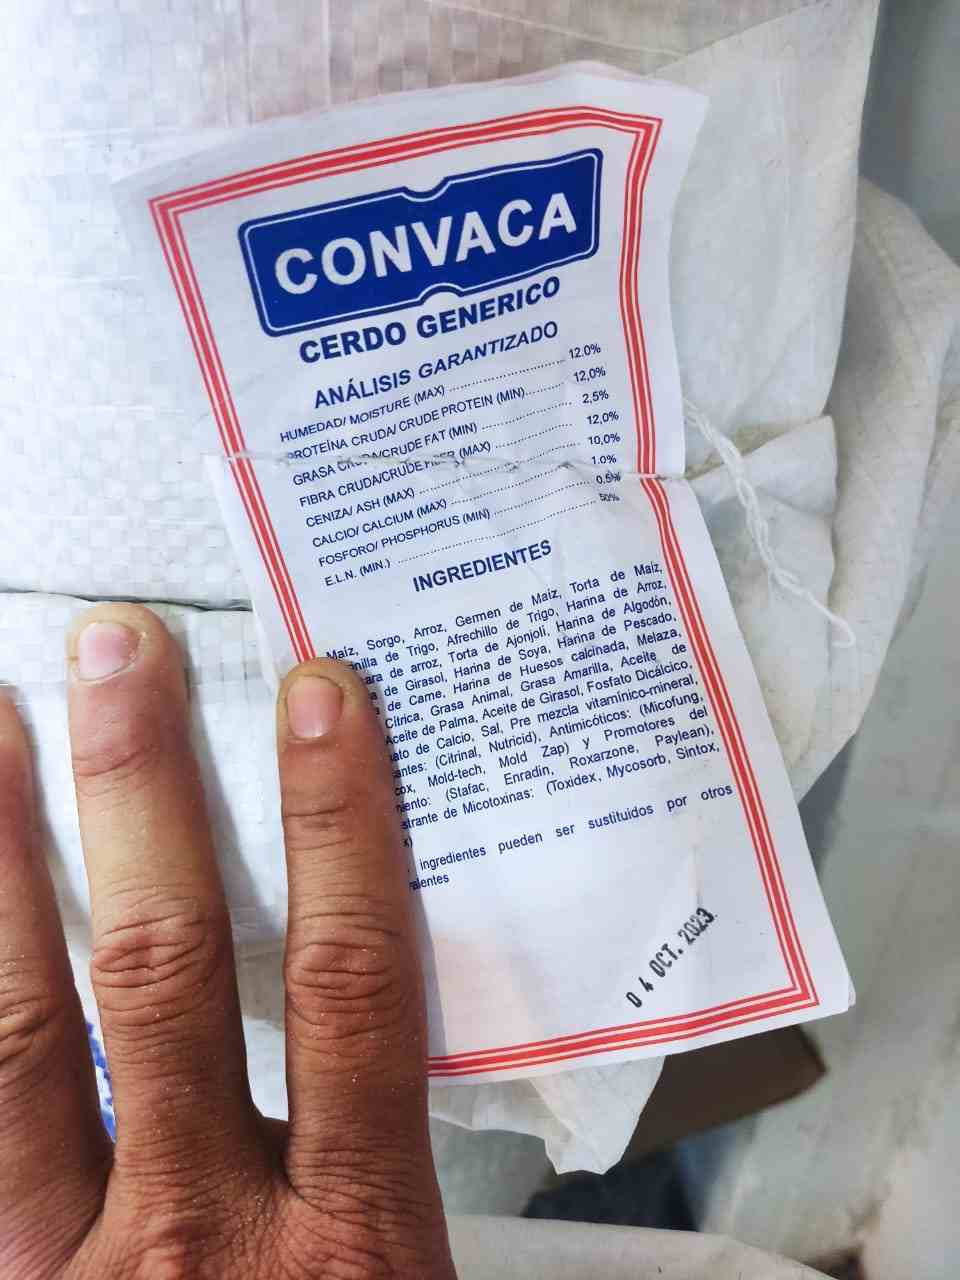 CONVACA
CERDO GENERICO
ANÁLISIS GARANTIZADO
HUMEDAD/ MOISTURE (MAX) ........................ 12.0%
PROTEÍNA CRUDA/ CRUDE PROTEIN (MIN)......... 12,0%
GRASA CRUDA/CRUDE FAT (MIN) .................... 2,5%
FIBRA CRUDA/CRUDE FIBER (MAX) .................. 12,0%
CENIZA/ ASH (MAX) ................................ 10,0%
CALCIO/ CALCIUM (MAX) ............................ 1.0%
FOSFORO/ PHOSPHORUS (MIN) ........................ 0.5%
E.L.N. (MIN.) .................................... 50%
INGREDIENTES
Maíz, Sorgo, Arroz, Germen de Maíz, Torta de Maíz,
de Trigo, Afrechillo de Trigo, Harina de Arroz,
de arroz, Torta de Ajonjolí, Harina de Algodón,
de Girasol, Harina de Soya, Harina de Pescado,
de Carne, Harina de Huesos calcinada, Melaza,
Cítrica, Grasa Animal, Grasa Amarilla, Aceite de
Aceite de Palma, Aceite de Girasol, Fosfato Dicálcico,
de Calcio, Sal, Pre mezcla vitamínico-mineral,
(Citrinal, Nutricid), Antimicóticos: (Micofung,
Mold-tech, Mold Zap) y Promotores del
(Stafac, Enradin, Roxarzone, Paylean),
de Micotoxinas: (Toxidex, Mycosorb, Sintox,
ingredientes pueden ser sustituidos por otros
04 OCT. 2023